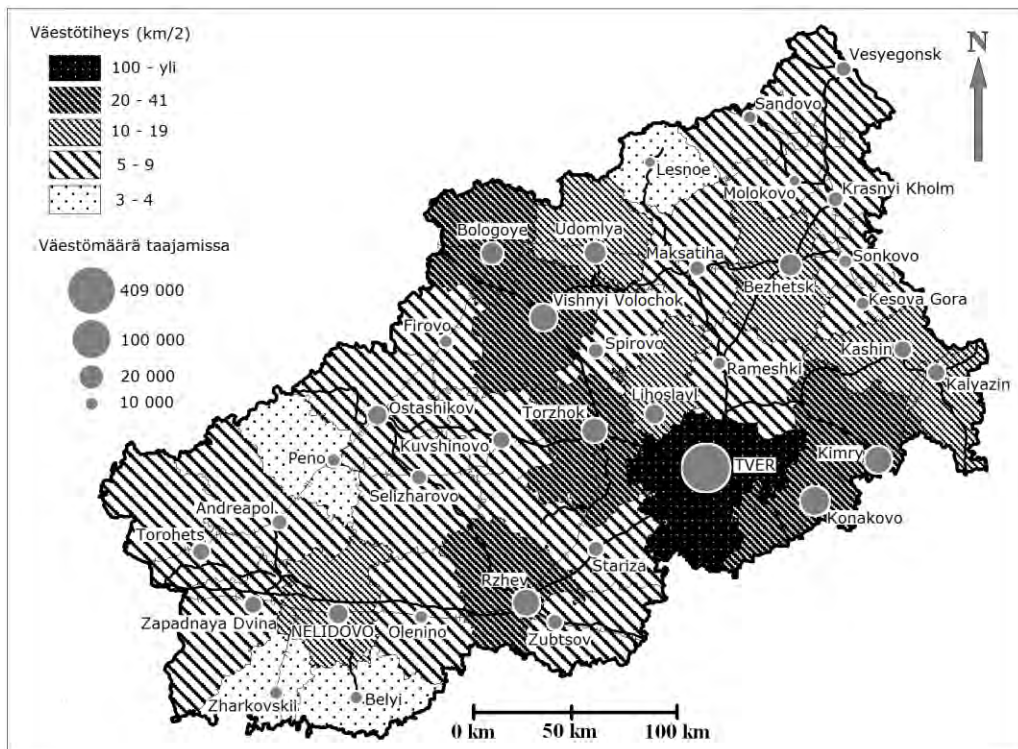 Väestötiheys (km/2)
100 - yli
20 - 41
10 - 19
5 - 9
3 - 4
Väestömäärä taajamissa
409 000
100 000
20 000
10 000
N
Vesyegonsk
Sandovo
Lesnoe
Molokovo
Krasnyi Kholm
Bologoye
Udomlya
Maksatiha
Sonkovo
Bezhetsk
Kesova Gora
Vishnyi Volochok
Firovo
Spirovo
Kashin
Rameshki
Kalyazin
Lihoslavl
Ostashikov
Torzhok
Kuvshinovo
Peno
TVER
Kimry
Selizharovo
Andreapol
Konakovo
Torohets
Stariza
Rzhev
Zapadnaya Dvina
NELIDOVO
Olenino
Zubtsov
Zharkovskii
Belyi
0 km
50 km
100 km